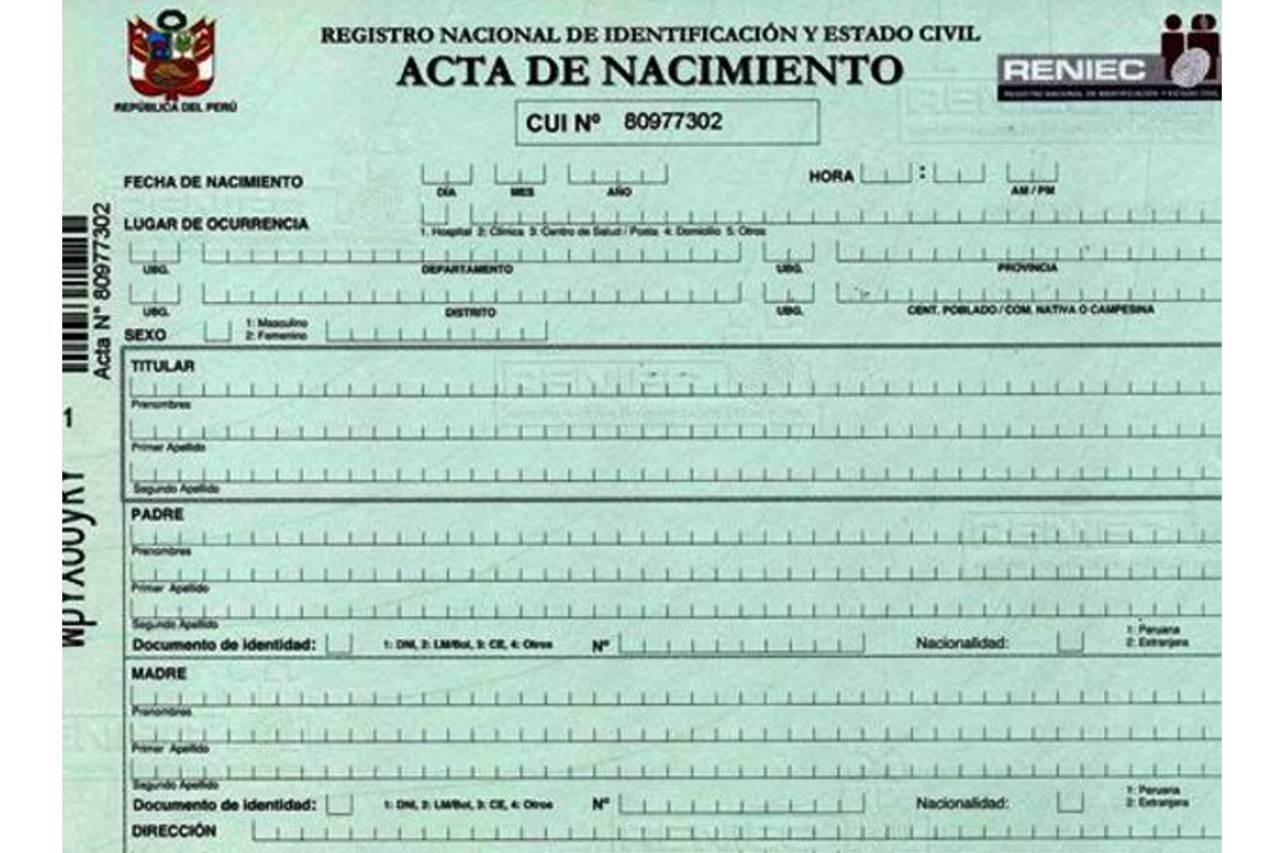 REGISTRO NACIONAL DE IDENTIFICACIÓN Y ESTADO CIVIL
ACTA DE NACIMIENTO
REPÚBLICA DEL PERÚ
RENIEC
REGISTRO NACIONAL DE IDENTIFICACIÓN Y ESTADO CIVIL
CUI Nº 80977302
FECHA DE NACIMIENTO DÍA MES AÑO HORA : AM / PM
LUGAR DE OCURRENCIA
1. Hospital 2: Clínica 3: Centro de Salud / Posta 4: Domicilio 5. Otros
UBG. DEPARTAMENTO UBG. PROVINCIA
UBG. DISTRITO UBG. CENT. POBLADO / COM. NATIVA O CAMPESINA
SEXO 1: Masculino
2: Femenino
Acta N° 80977302
1
TITULAR
Prenombres
Primer Apellido
Segundo Apellido
PADRE
Prenombres
Primer Apellido
Segundo Apellido
Documento de identidad: 1: DNI, 2: LM/Bol, 3: CE, 4: Otros Nº Nacionalidad: 1: Peruana
2: Extranjera
MADRE
Prenombres
Primer Apellido
Segundo Apellido
Documento de identidad: 1: DNI, 2: LM/Bol, 3: CE, 4: Otros Nº Nacionalidad: 1: Peruana
2: Extranjera
DIRECCIÓN